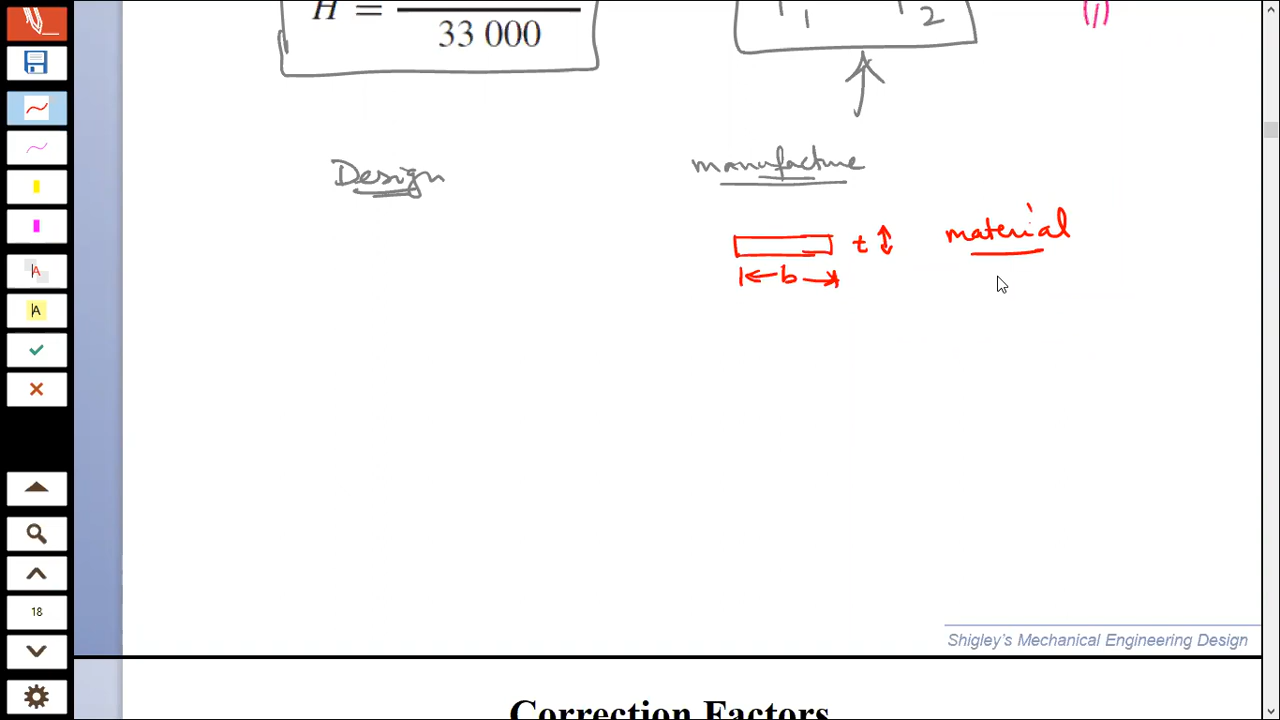 H =
33 000
1 2
(1)
Design
manufacture
t
material
b
A
A
18
Shigley's Mechanical Engineering Design
Correction Factors